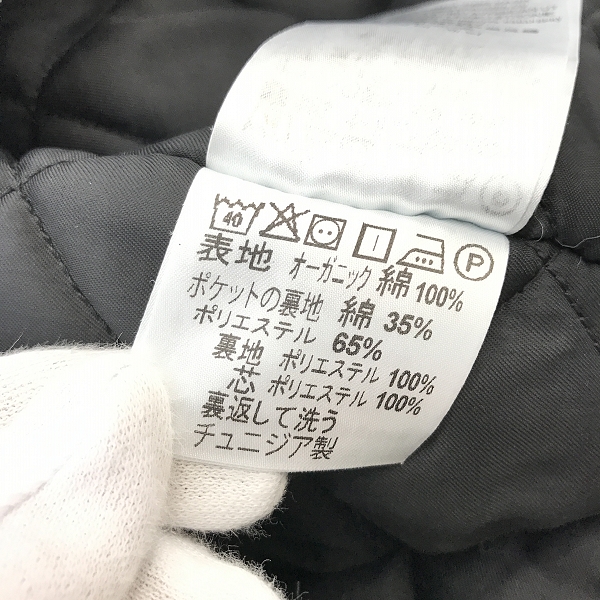 40 P
表地 オーガニック 綿 100%
ポケットの裏地 綿 35%
ポリエステル 65%
裏地 ポリエステル 100%
芯 ポリエステル 100%
裏返して洗う
チュニジア製